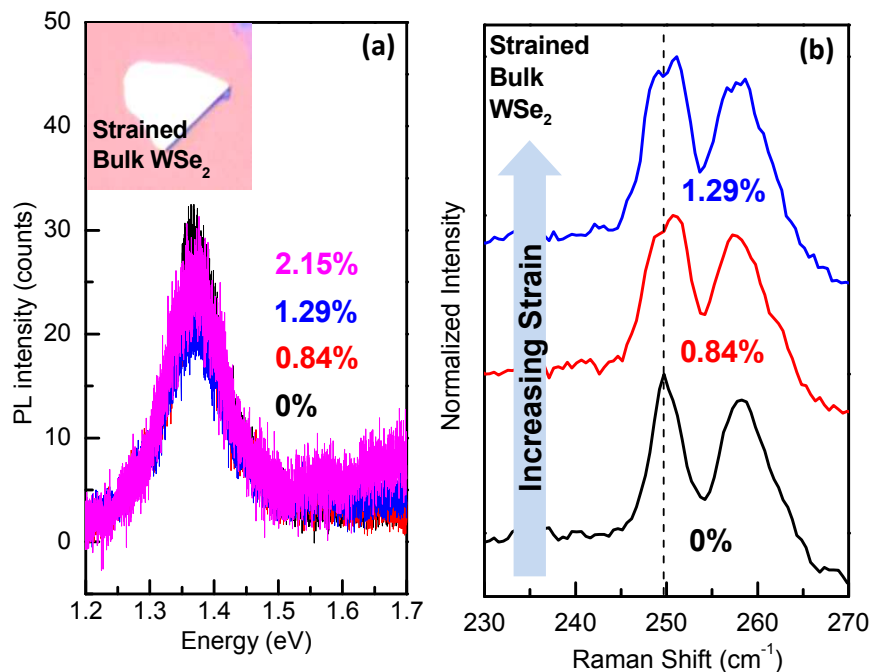 50
40
30
20
10
0
PL intensity (counts)
(a)
Strained
Bulk WSe₂
2.15%
1.29%
0.84%
0%
1.2 1.3 1.4 1.5 1.6 1.7
Energy (eV)
Strained
Bulk
WSe₂
(b)
1.29%
0.84%
0%
Increasing Strain
Normalized Intensity
230 240 250 260 270
Raman Shift (cm⁻¹)